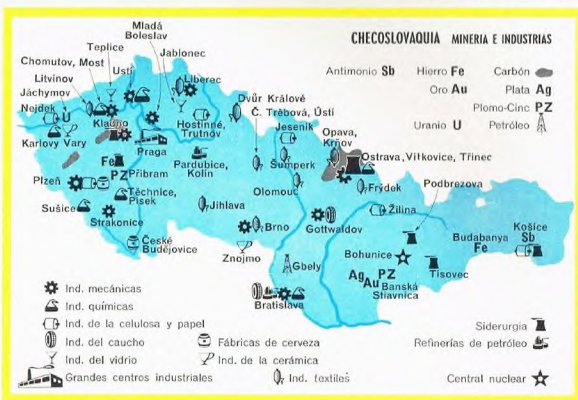 CHECOSLOVAQUIA MINERIA E INDUSTRIAS
Antimonio Sb Hierro Fe Carbón
Oro Au Plata Ag
Plomo-Cinc PZ
Uranio U Petróleo
Mladá
Boleslav
Teplice
Jablonec
Chomutov, Most
Ustí
Liberec
Litvínov
Jáchymov
Nejdek
U
Kladno
Karlovy Vary
Praga
Hostinné,
Trutnov
Dvůr Králové
Č. Třebová, Ústí
Jeseník
Opava,
Krňov
Ostrava, Vítkovice, Třinec
Fe
PZ
Plzeň
Příbram
Pardubice,
Kolín
Šumperk
Frýdek
Podbrezova
Olomouc
Těchnice,
Písek
Sušice
Strakonice
Jihlava
Žilina
Košice
Sb
Budabanya
Fe
České
Budějovice
Brno
Gottwaldov
Znojmo
Gbely
Bohunice
Tisovec
Ag
Au
PZ
Banská
Stiavnica
Bratislava
Ind. mecánicas
Ind. químicas
Ind. de la celulosa y papel
Ind. del caucho
Fábricas de cerveza
Ind. del vidrio
Ind. de la cerámica
Grandes centros industriales
Ind. textiles
Siderurgia
Refinerías de petróleo
Central nuclear